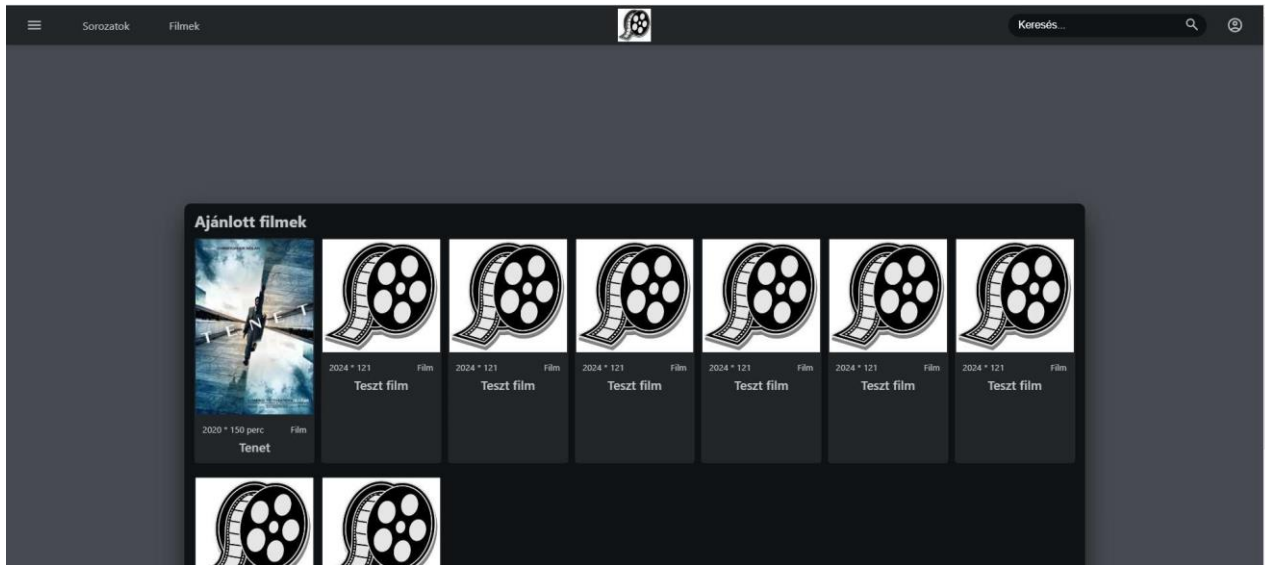 Sorozatok Filmek Keresés...
Ajánlott filmek
TENET
2020 * 150 perc Film
Tenet
2024 * 121 Film
Teszt film
2024 * 121 Film
Teszt film
2024 * 121 Film
Teszt film
2024 * 121 Film
Teszt film
2024 * 121 Film
Teszt film
2024 * 121 Film
Teszt film